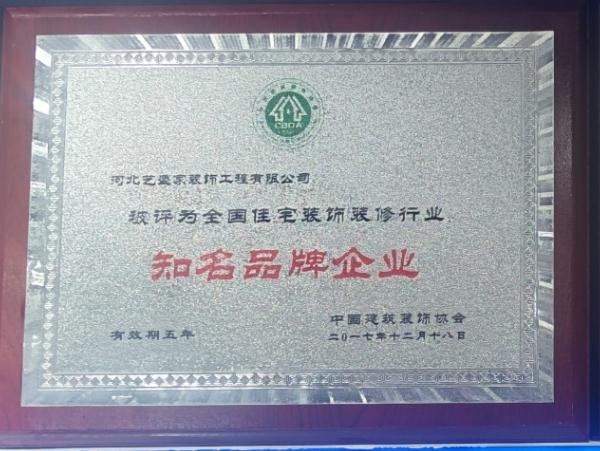 CBDA
河北艺墨家装饰工程有限公司
被评为全国住宅装饰装修行业
知名品牌企业
有效期五年
中国建筑装饰协会
二〇一七年十二月十八日